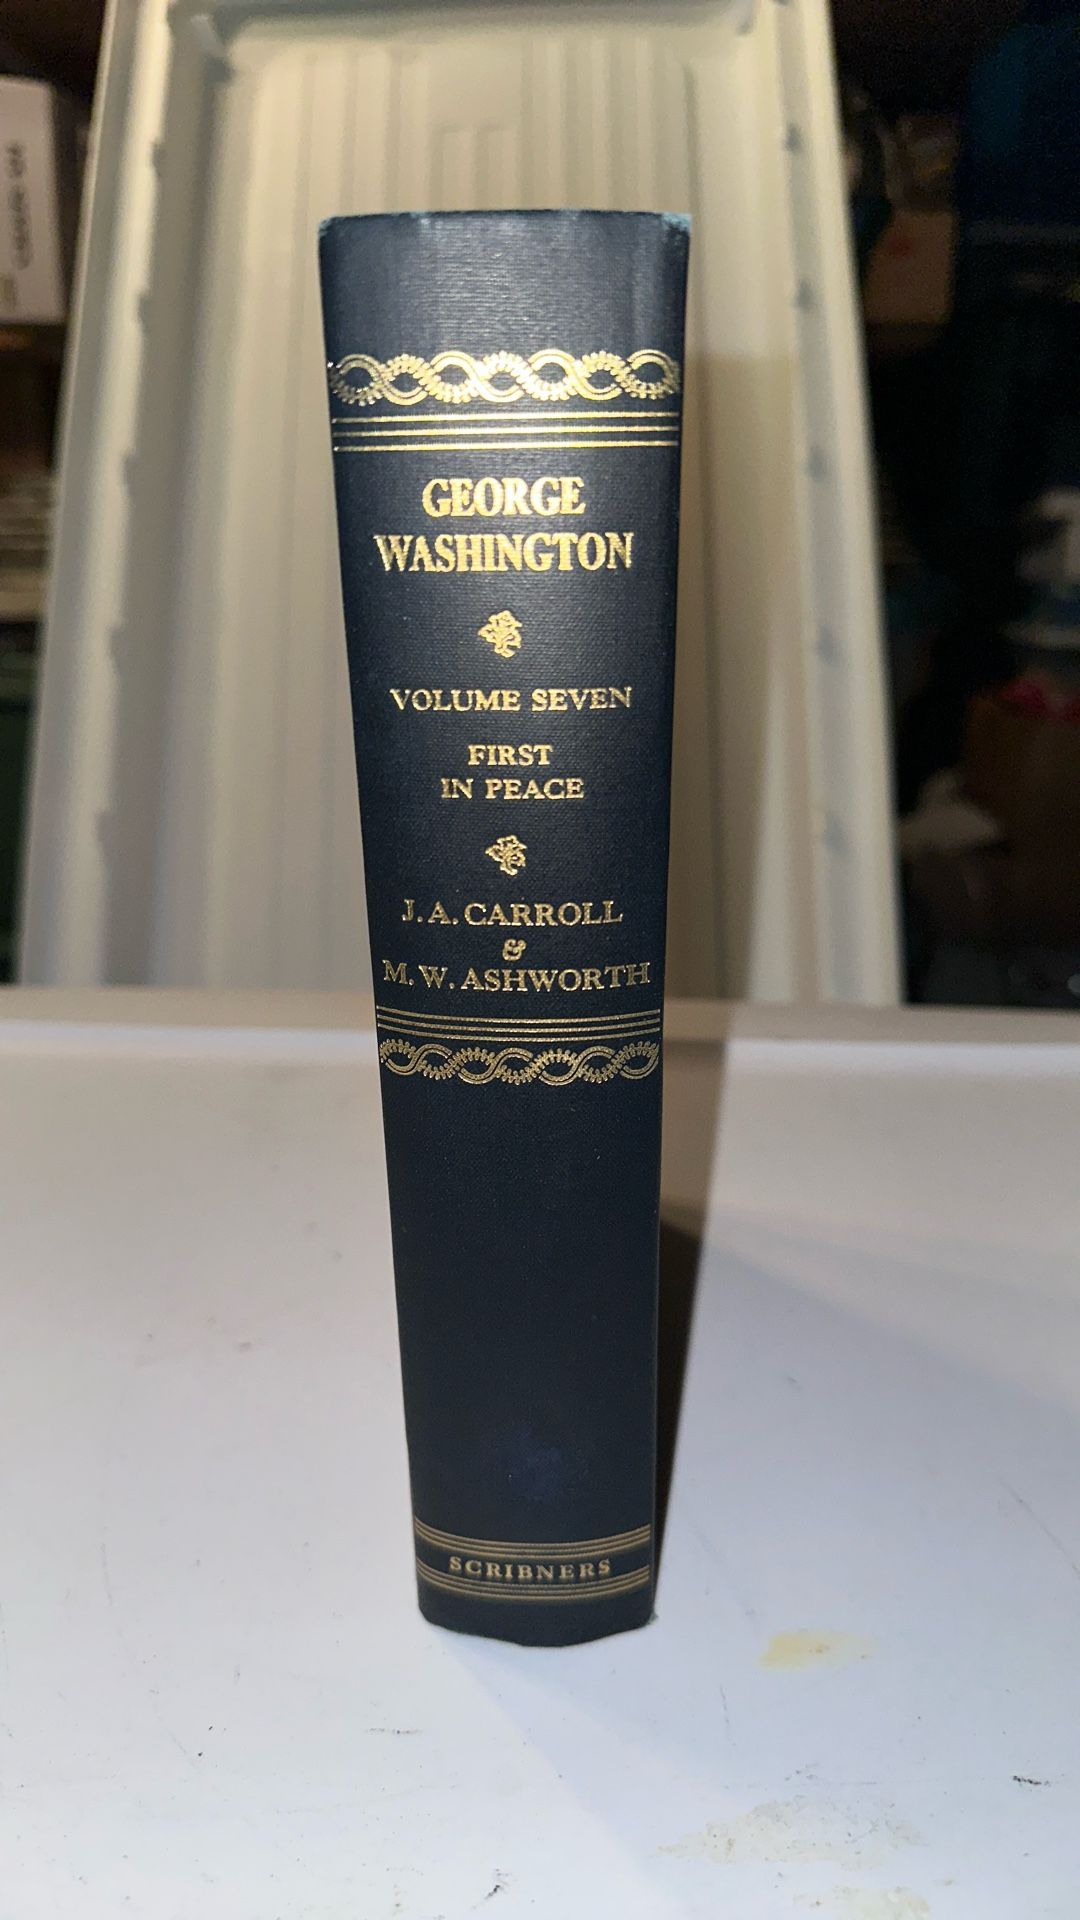 GEORGE
WASHINGTON
VOLUME SEVEN
FIRST
IN PEACE
J. A. CARROLL
&
M. W. ASHWORTH
SCRIBNERS